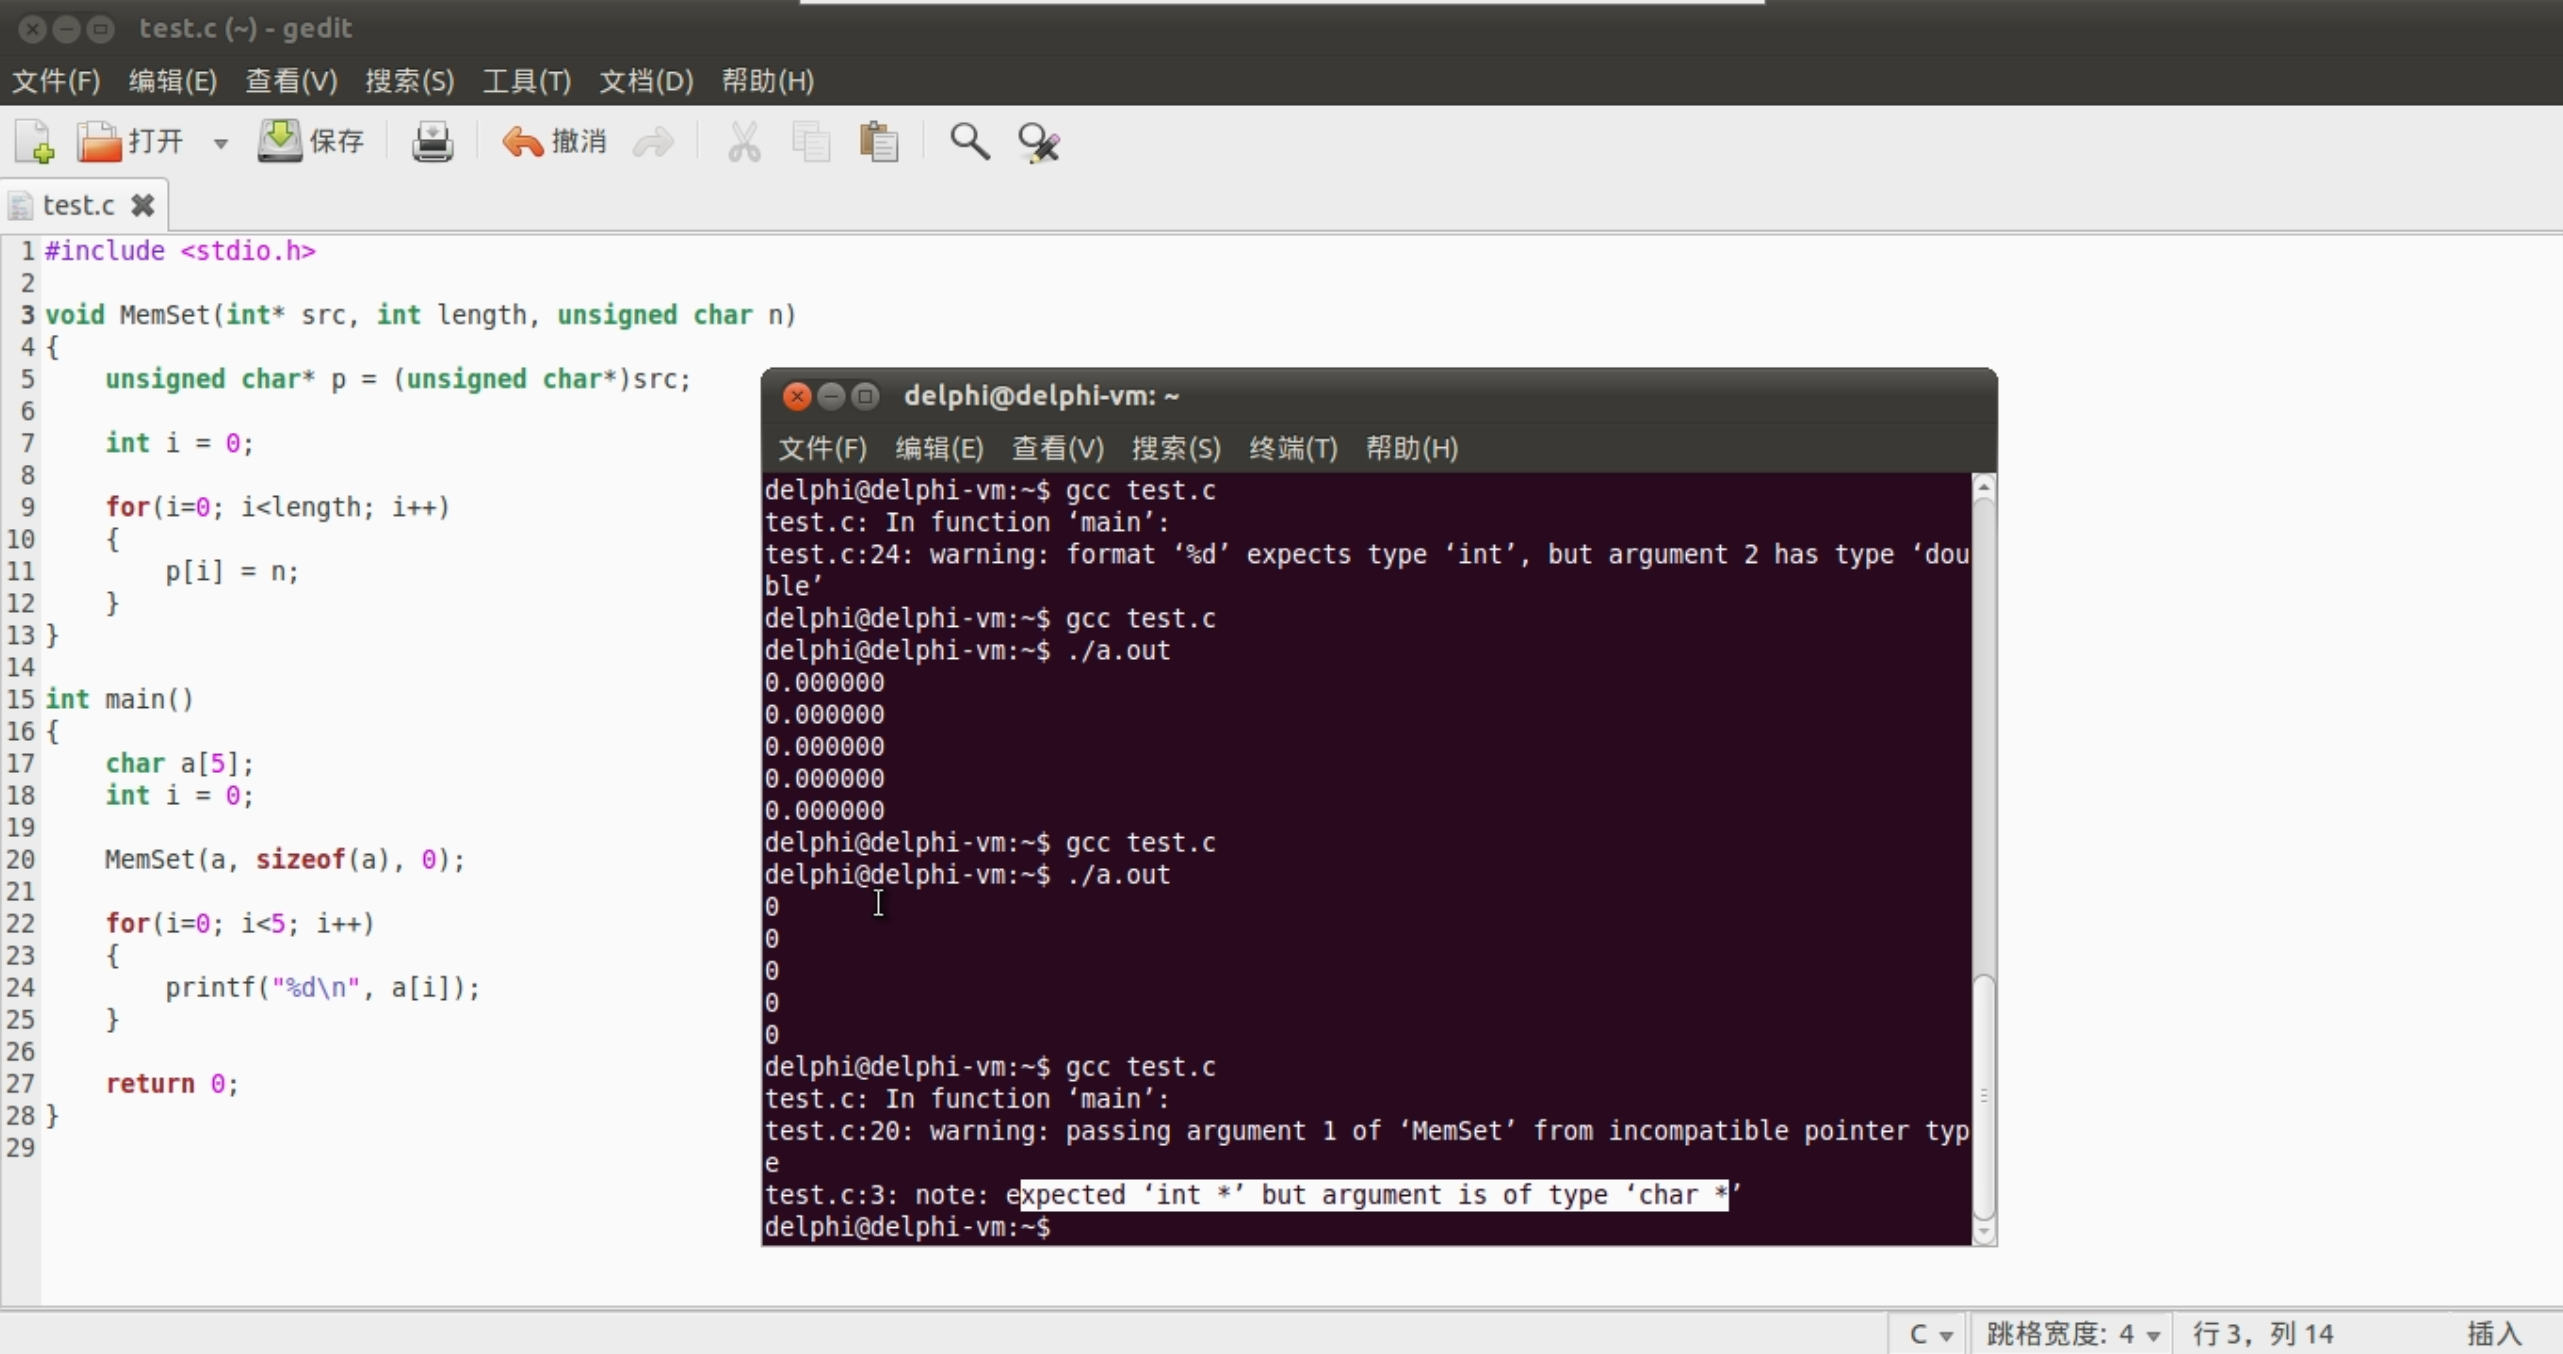 test.c (~) - gedit
文件(F) 编辑(E) 查看(V) 搜索(S) 工具(T) 文档(D) 帮助(H)
打开 保存 撤消
test.c
1 #include <stdio.h>
2
3 void MemSet(int* src, int length, unsigned char n)
4 {
5     unsigned char* p = (unsigned char*)src;
6
7     int i = 0;
8
9     for(i=0; i<length; i++)
10     {
11         p[i] = n;
12     }
13 }
14
15 int main()
16 {
17     char a[5];
18     int i = 0;
19
20     MemSet(a, sizeof(a), 0);
21
22     for(i=0; i<5; i++)
23     {
24         printf("%d\n", a[i]);
25     }
26
27     return 0;
28 }
29
delphi@delphi-vm: ~
文件(F) 编辑(E) 查看(V) 搜索(S) 终端(T) 帮助(H)
delphi@delphi-vm:~$ gcc test.c
test.c: In function ‘main’:
test.c:24: warning: format ‘%d’ expects type ‘int’, but argument 2 has type ‘dou
ble’
delphi@delphi-vm:~$ gcc test.c
delphi@delphi-vm:~$ ./a.out
0.000000
0.000000
0.000000
0.000000
0.000000
delphi@delphi-vm:~$ gcc test.c
delphi@delphi-vm:~$ ./a.out
0
0
0
0
0
delphi@delphi-vm:~$ gcc test.c
test.c: In function ‘main’:
test.c:20: warning: passing argument 1 of ‘MemSet’ from incompatible pointer typ
e
test.c:3: note: expected ‘int *’ but argument is of type ‘char *’
delphi@delphi-vm:~$
C 跳格宽度: 4 行 3，列 14 插入